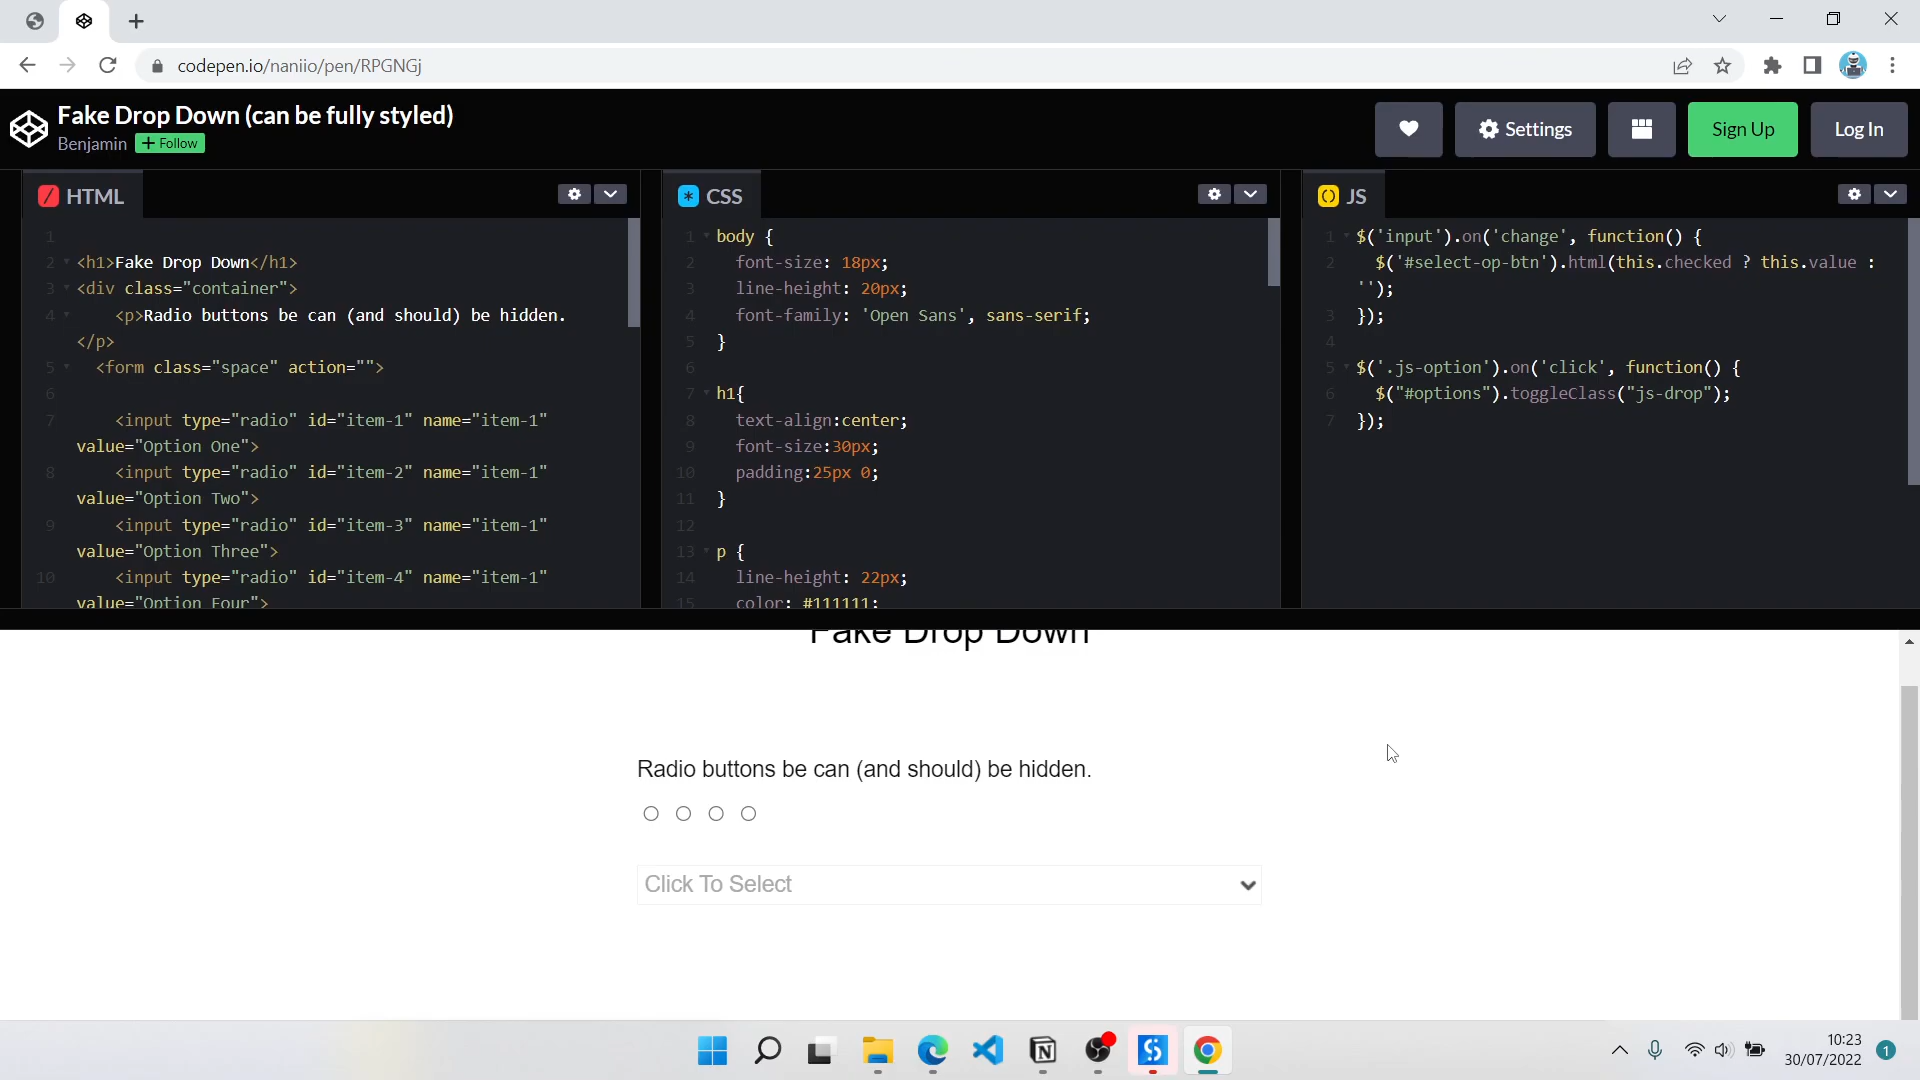 codepen.io/naniio/pen/RPGNGj
Fake Drop Down (can be fully styled)
Benjamin + Follow
Settings
Sign Up
Log In
HTML
1
2 <h1>Fake Drop Down</h1>
3 <div class="container">
4 <p>Radio buttons be can (and should) be hidden.
</p>
5 <form class="space" action="">
6
7 <input type="radio" id="item-1" name="item-1"
value="Option One">
8 <input type="radio" id="item-2" name="item-1"
value="Option Two">
9 <input type="radio" id="item-3" name="item-1"
value="Option Three">
10 <input type="radio" id="item-4" name="item-1"
value="Option Four">
CSS
1 body {
2 font-size: 18px;
3 line-height: 20px;
4 font-family: 'Open Sans', sans-serif;
5 }
6
7 h1{
8 text-align:center;
9 font-size:30px;
10 padding:25px 0;
11 }
12
13 p {
14 line-height: 22px;
15 color: #111111;
JS
1 $('input').on('change', function() {
2 $('#select-op-btn').html(this.checked ? this.value :
'');
3 });
4
5 $('.js-option').on('click', function() {
6 $("#options").toggleClass("js-drop");
7 });
Fake Drop Down
Radio buttons be can (and should) be hidden.
Click To Select
10:23
30/07/2022
1